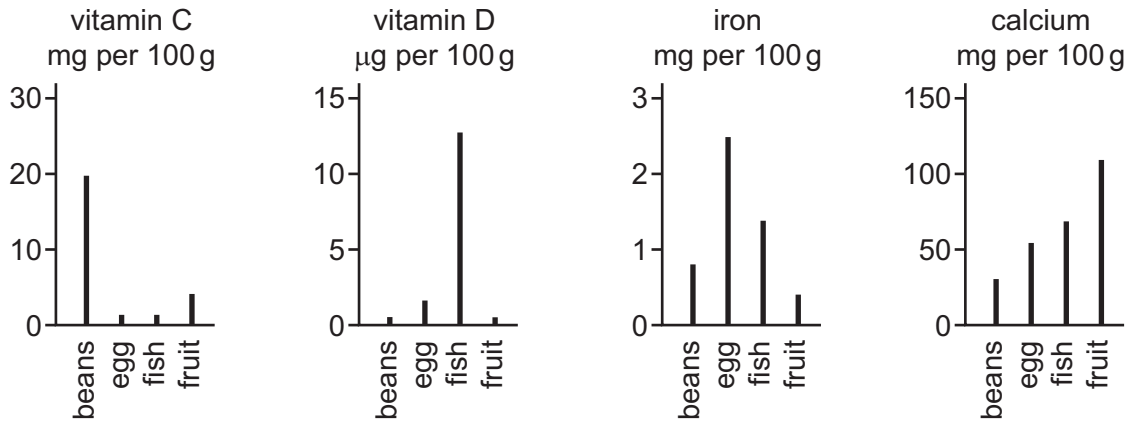 vitamin C
mg per 100 g
30
20
10
0
beans
egg
fish
fruit
vitamin D
μg per 100 g
15
10
5
0
beans
egg
fish
fruit
iron
mg per 100 g
3
2
1
0
beans
egg
fish
fruit
calcium
mg per 100 g
150
100
50
0
beans
egg
fish
fruit